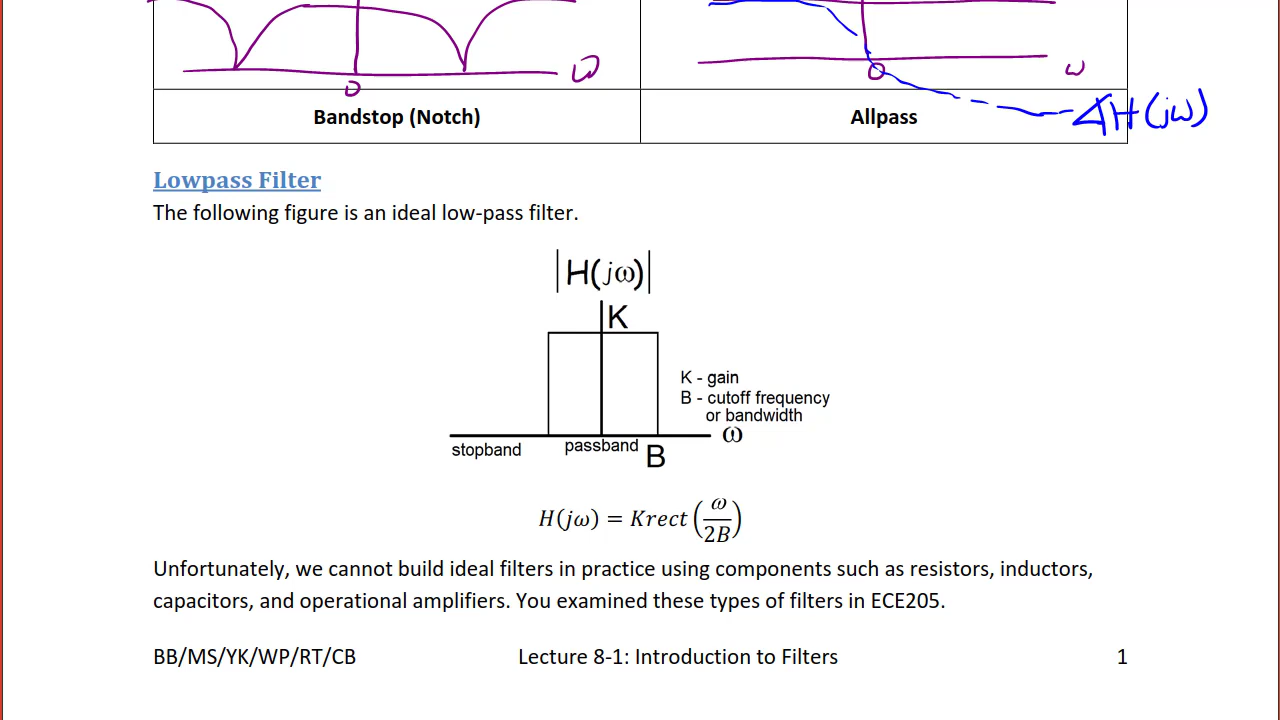 ω
0
ω
0
Bandstop (Notch)
Allpass
∡H(jω)
Lowpass Filter
The following figure is an ideal low-pass filter.
|H(jω)|
K
K - gain
B - cutoff frequency
or bandwidth
ω
stopband
passband
B
H(jω) = Krect(ω/2B)
Unfortunately, we cannot build ideal filters in practice using components such as resistors, inductors,
capacitors, and operational amplifiers. You examined these types of filters in ECE205.
BB/MS/YK/WP/RT/CB
Lecture 8-1: Introduction to Filters
1